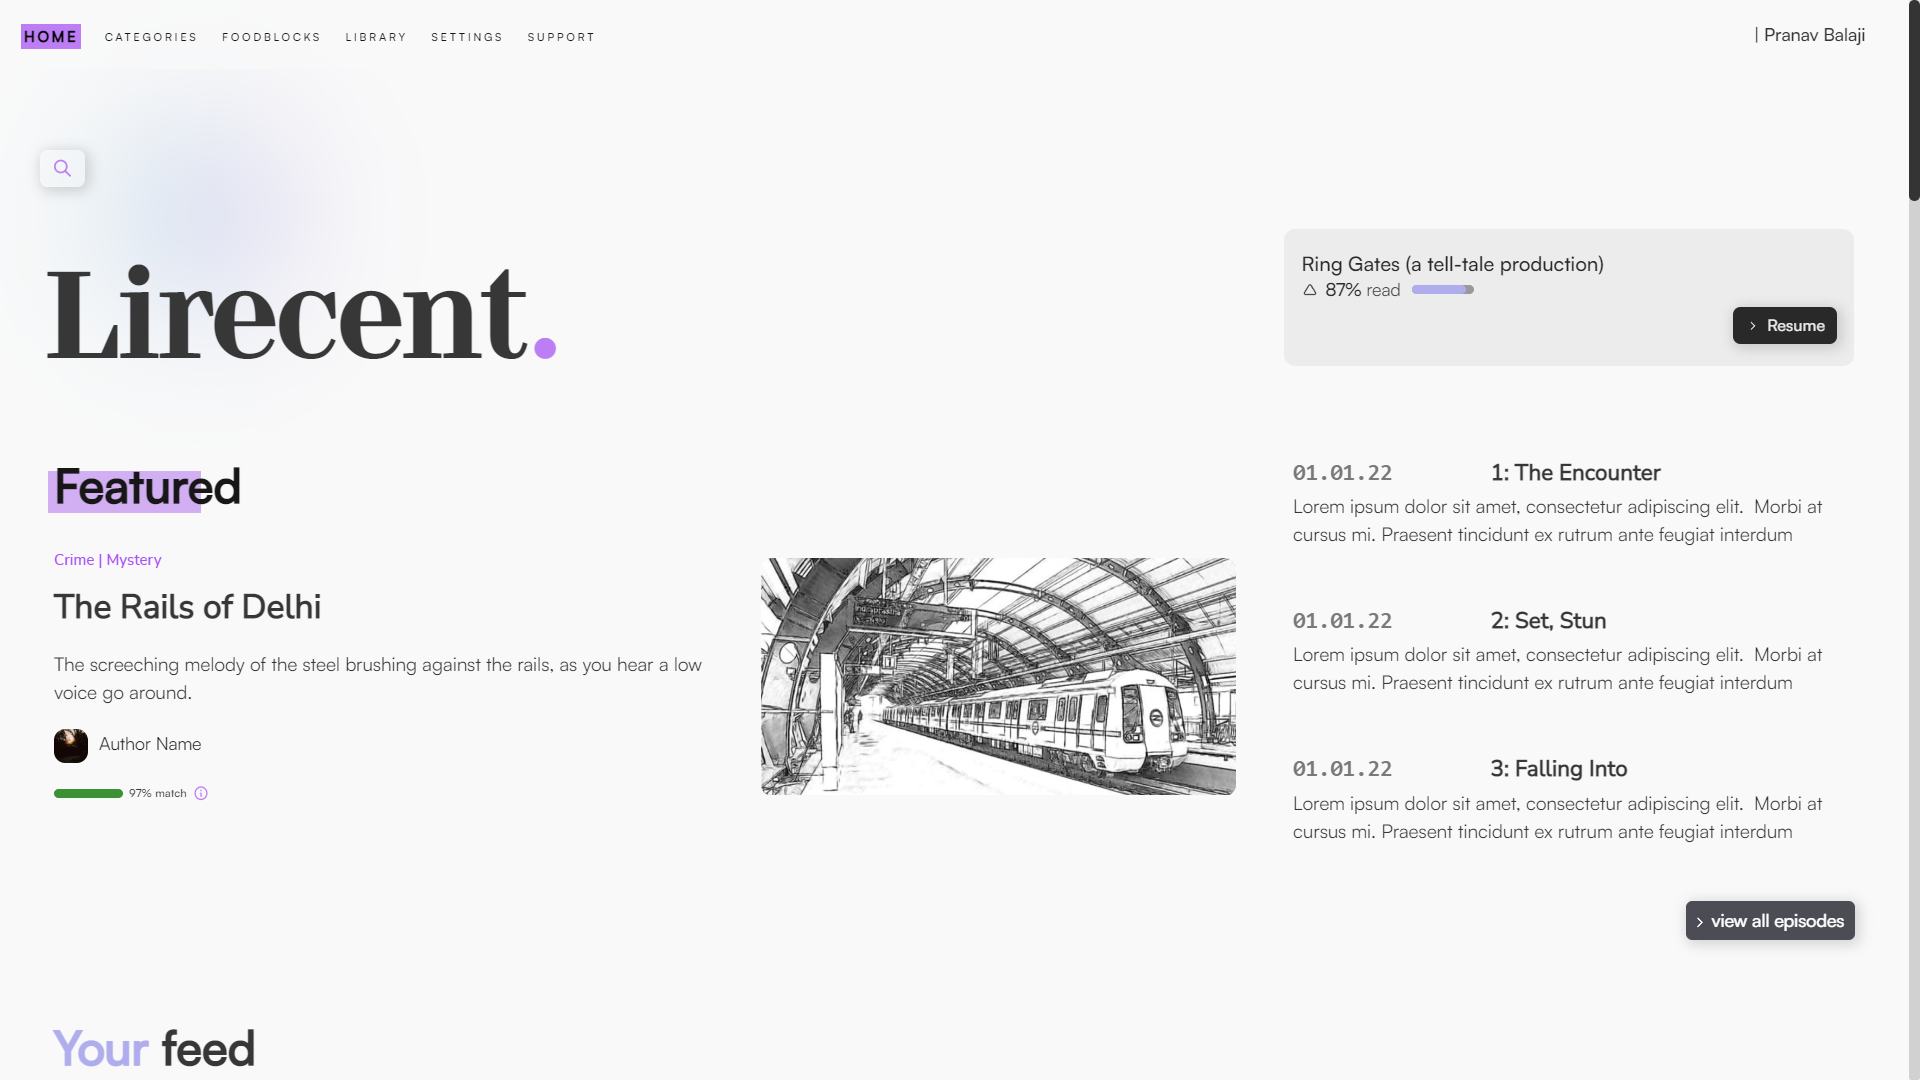 HOME CATEGORIES FOODBLOCKS LIBRARY SETTINGS SUPPORT
| Pranav Balaji
Lirecent.
Ring Gates (a tell-tale production)
87% read
Resume
Featured
Crime | Mystery
The Rails of Delhi
The screeching melody of the steel brushing against the rails, as you hear a low
voice go around.
Author Name
97% match
01.01.22 1: The Encounter
Lorem ipsum dolor sit amet, consectetur adipiscing elit. Morbi at
cursus mi. Praesent tincidunt ex rutrum ante feugiat interdum
01.01.22 2: Set, Stun
Lorem ipsum dolor sit amet, consectetur adipiscing elit. Morbi at
cursus mi. Praesent tincidunt ex rutrum ante feugiat interdum
01.01.22 3: Falling Into
Lorem ipsum dolor sit amet, consectetur adipiscing elit. Morbi at
cursus mi. Praesent tincidunt ex rutrum ante feugiat interdum
view all episodes
Your feed